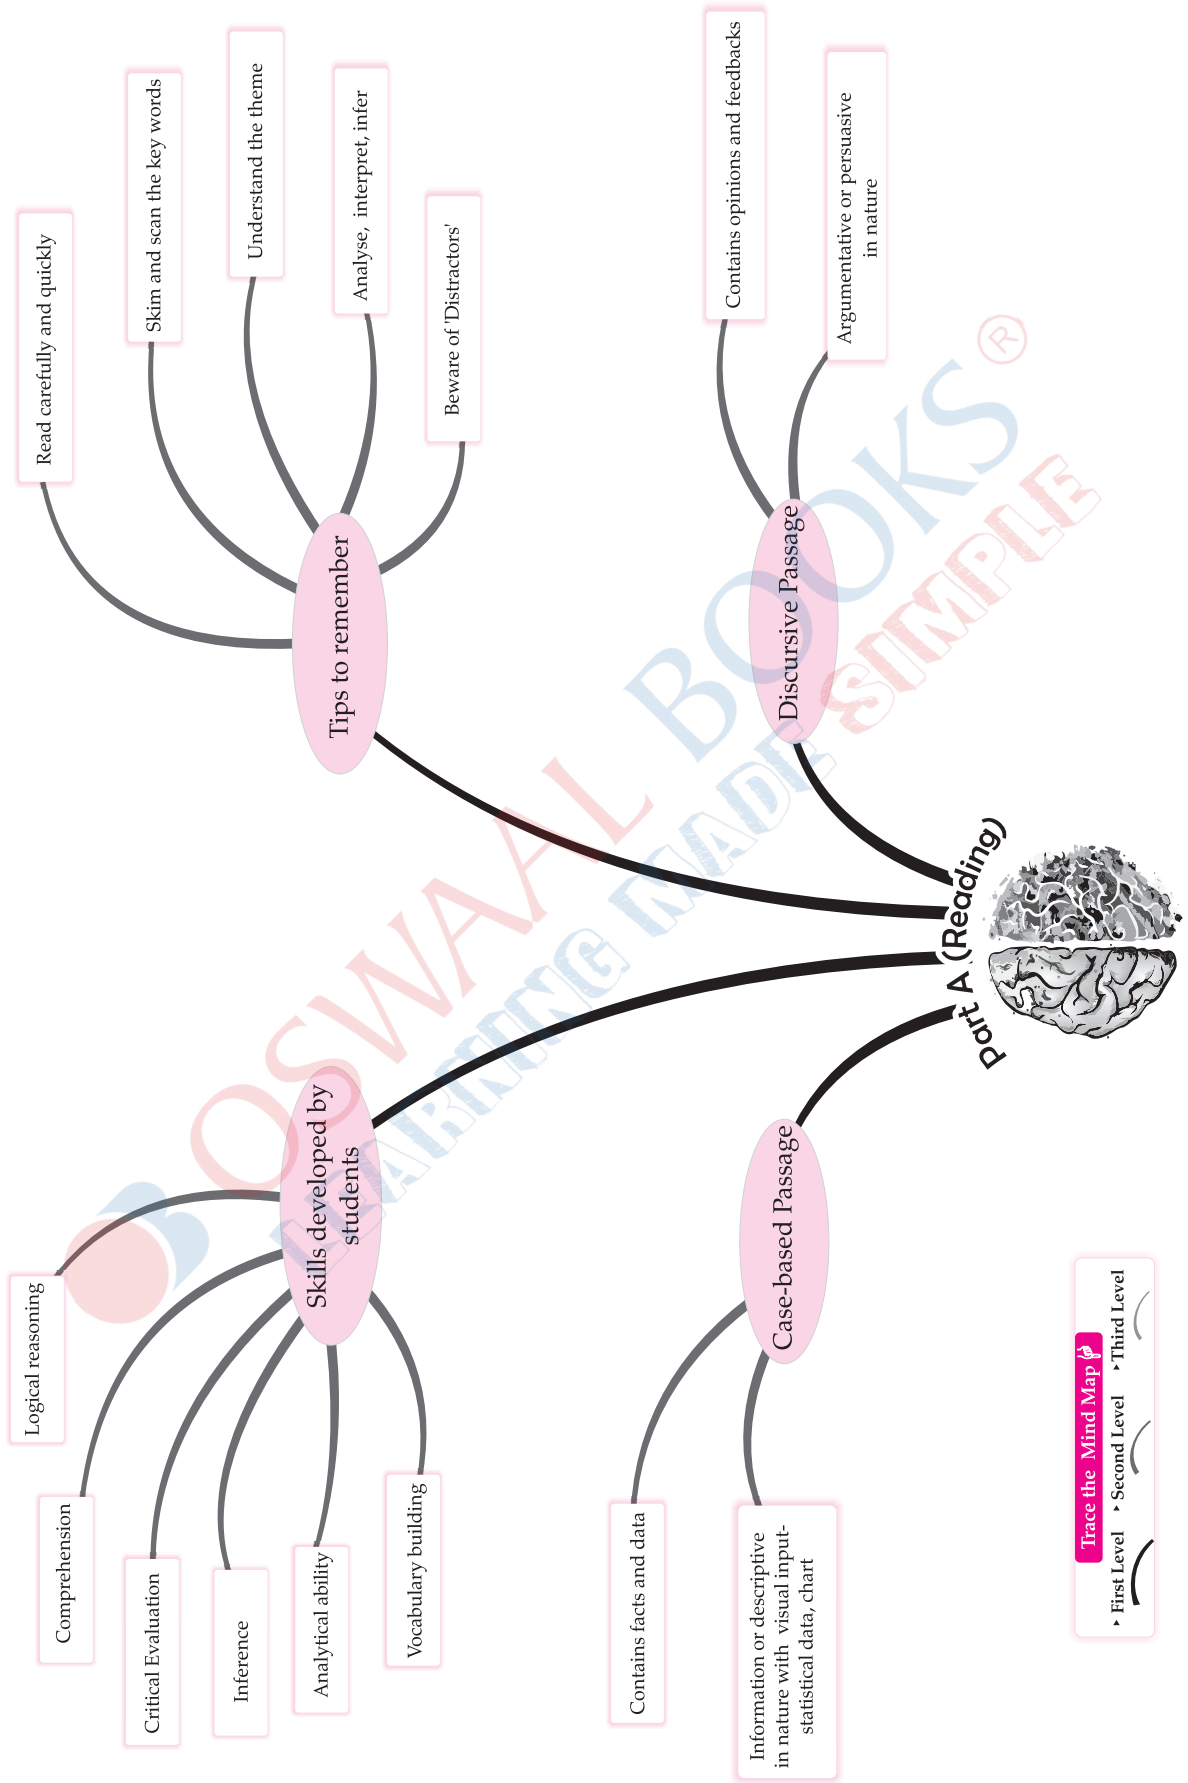 Part A (Reading)
Case-based Passage
Contains facts and data
Information or descriptive
in nature with visual input-
statistical data, chart
Skills developed by
students
Logical reasoning
Comprehension
Critical Evaluation
Inference
Analytical ability
Vocabulary building
Tips to remember
Read carefully and quickly
Skim and scan the key words
Understand the theme
Analyse, interpret, infer
Beware of 'Distractors'
Discursive Passage
Contains opinions and feedbacks
Argumentative or persuasive
in nature
Trace the Mind Map
▸ First Level ▸ Second Level ▸ Third Level
OSWAAL BOOKS ®
LEARNING MADE SIMPLE